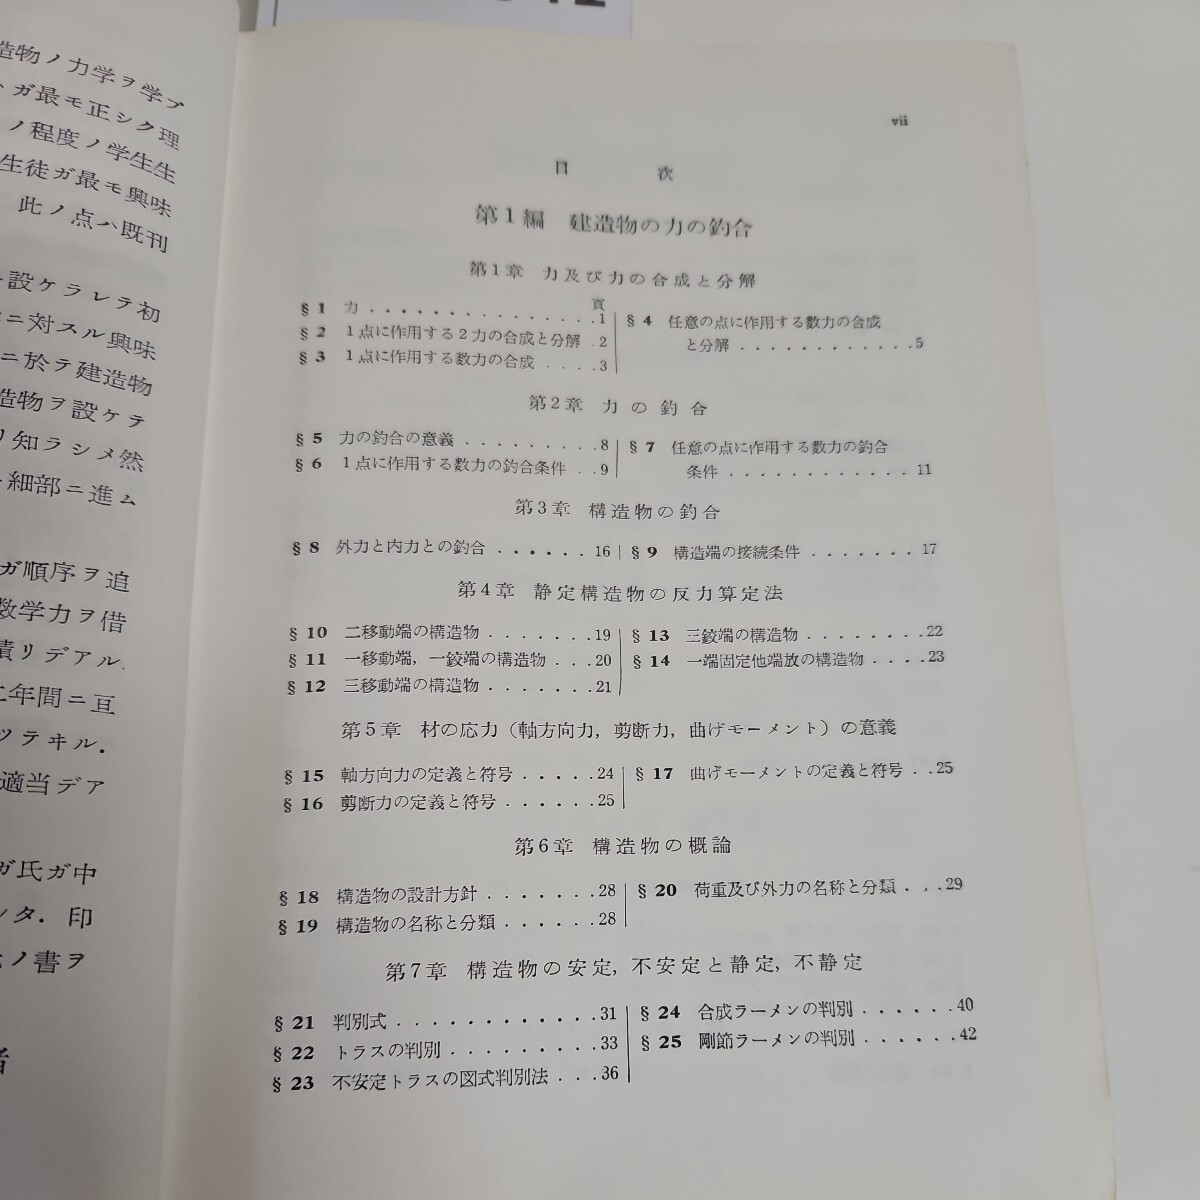 造物ノ力学ヲ学ブ
ガ最モ正シク理
ノ程度ノ学生生
生徒ガ最モ興味
此ノ点ハ既刊
設ケラレテ初
ニ対スル興味
ニ於テ建造物
造物ヲ設ケテ
リ知ラシメ然
細部ニ進ム
ガ順序ヲ追
数学力ヲ借
積リデアル.
年間ニ亘
ツテキル.
適当デア
ガ氏ガ中
タ. 印
ノ書ヲ
者
vii
目 次
第1編 建造物の力の釣合
第1章 力及び力の合成と分解
頁
§ 1 力 . . . . . . . . . . . . . . . 1
§ 2 1点に作用する2力の合成と分解 . 2
§ 3 1点に作用する数力の合成 . . . . 3
§ 4 任意の点に作用する数力の合成
と分解 . . . . . . . . . . . . 5
第2章 力の釣合
§ 5 力の釣合の意義 . . . . . . . . . 8
§ 6 1点に作用する数力の釣合条件 . . 9
§ 7 任意の点に作用する数力の釣合
条件 . . . . . . . . . . . . 11
第3章 構造物の釣合
§ 8 外力と内力との釣合 . . . . . . 16
§ 9 構造端の接続条件 . . . . . . . 17
第4章 静定構造物の反力算定法
§ 10 二移動端の構造物 . . . . . . . 19
§ 11 一移動端, 一鉸端の構造物 . . . 20
§ 12 三移動端の構造物 . . . . . . . 21
§ 13 三鉸端の構造物 . . . . . . . . 22
§ 14 一端固定他端放の構造物 . . . . 23
第5章 材の応力（軸方向力, 剪断力, 曲げモーメント）の意義
§ 15 軸方向力の定義と符号 . . . . . 24
§ 16 剪断力の定義と符号 . . . . . . 25
§ 17 曲げモーメントの定義と符号 . . 25
第6章 構造物の概論
§ 18 構造物の設計方針 . . . . . . . 28
§ 19 構造物の名称と分類 . . . . . . 28
§ 20 荷重及び外力の名称と分類 . . . 29
第7章 構造物の安定, 不安定と静定, 不静定
§ 21 判別式 . . . . . . . . . . . . 31
§ 22 トラスの判別 . . . . . . . . . 33
§ 23 不安定トラスの図式判別法 . . . 36
§ 24 合成ラーメンの判別 . . . . . . 40
§ 25 剛節ラーメンの判別 . . . . . . 42